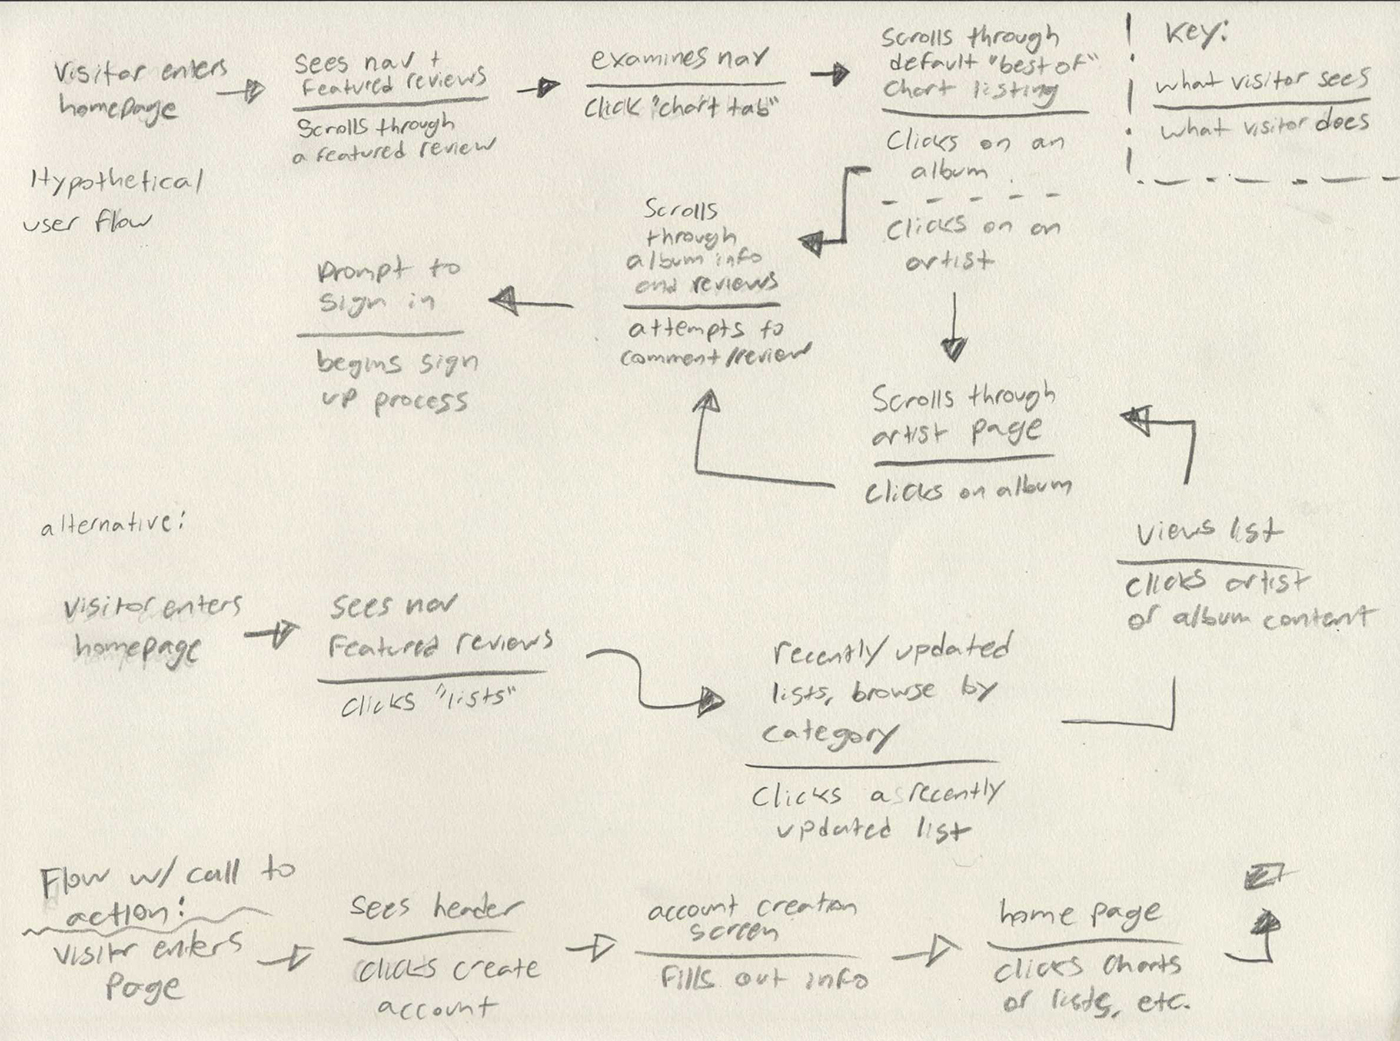 Visitor enters
homepage
sees nav +
featured reviews
Scrolls through
a featured review
examines nav
click "chart tab"
Scrolls through
default "best of"
chart listing
Clicks on an
album
clicks on an
artist
Key:
what visitor sees
what visitor does
Hypothetical
user flow
Scrolls
through
album info
and reviews
attempts to
comment/review
prompt to
sign in
begins sign
up process
Scrolls through
artist page
clicks on album
alternative:
visitor enters
homepage
sees nav
featured reviews
clicks "lists"
recently updated
lists, browse by
category
clicks a recently
updated list
views list
clicks artist
or album content
Flow w/ call to
action:
visitor enters
page
sees header
clicks create
account
account creation
screen
fills out info
home page
clicks charts
or lists, etc.